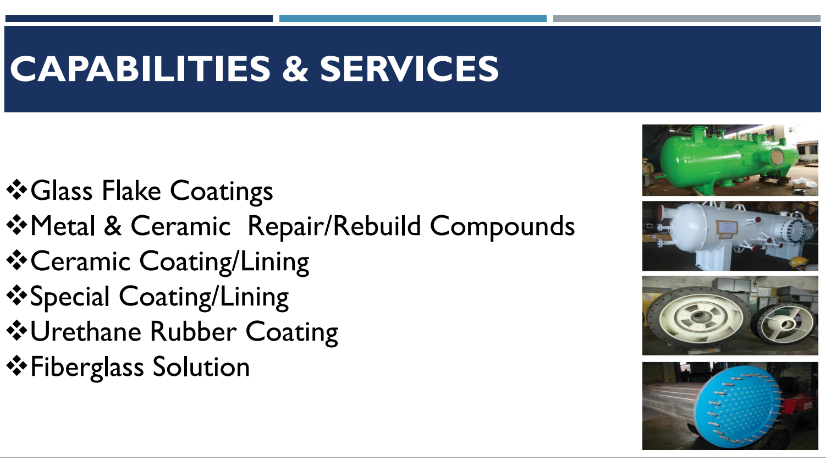 CAPABILITIES & SERVICES
❖Glass Flake Coatings
❖Metal & Ceramic  Repair/Rebuild Compounds
❖Ceramic Coating/Lining
❖Special Coating/Lining
❖Urethane Rubber Coating
❖Fiberglass Solution